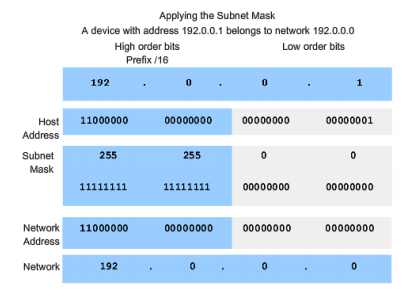 Applying the Subnet Mask
A device with address 192.0.0.1 belongs to network 192.0.0.0
High order bits Low order bits
Prefix /16
192 . 0 . 0 . 1
Host Address 11000000 00000000 00000000 00000001
Subnet Mask 255 255 0 0
11111111 11111111 00000000 00000000
Network Address 11000000 00000000 00000000 00000000
Network 192 . 0 . 0 . 0